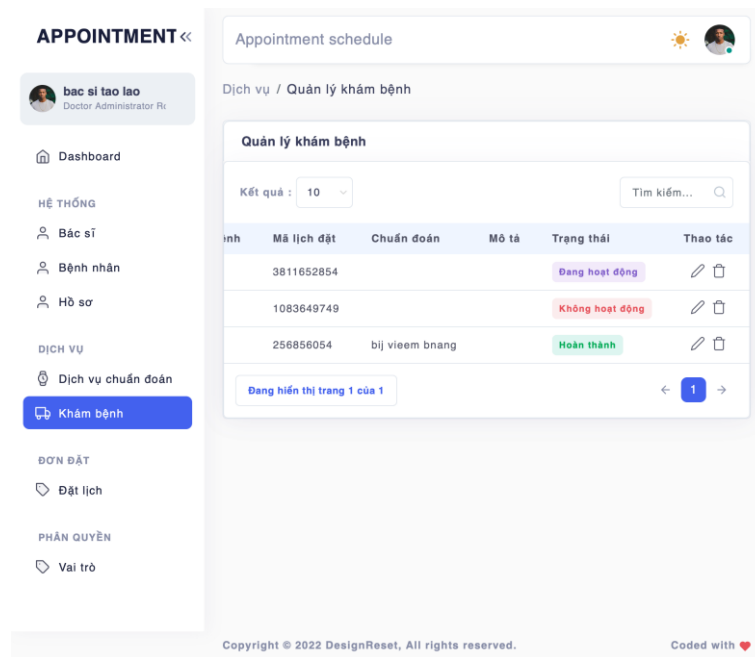 APPOINTMENT
bac si tao lao
Doctor Administrator
Dashboard
HỆ THỐNG
Bác sĩ
Bệnh nhân
Hồ sơ
DỊCH VỤ
Dịch vụ chuẩn đoán
Khám bệnh
ĐƠN ĐẶT
Đặt lịch
PHÂN QUYỀN
Vai trò
Appointment schedule
Dịch vụ / Quản lý khám bệnh
Quản lý khám bệnh
Kết quả : 10
Tìm kiếm...
Mã lịch đặt Chuẩn đoán Mô tả Trạng thái Thao tác
3811652854 Đang hoạt động
1083649749 Không hoạt động
256856054 bij vieem bnang Hoàn thành
Đang hiển thị trang 1 của 1
← 1 →
Copyright © 2022 DesignReset, All rights reserved.
Coded with